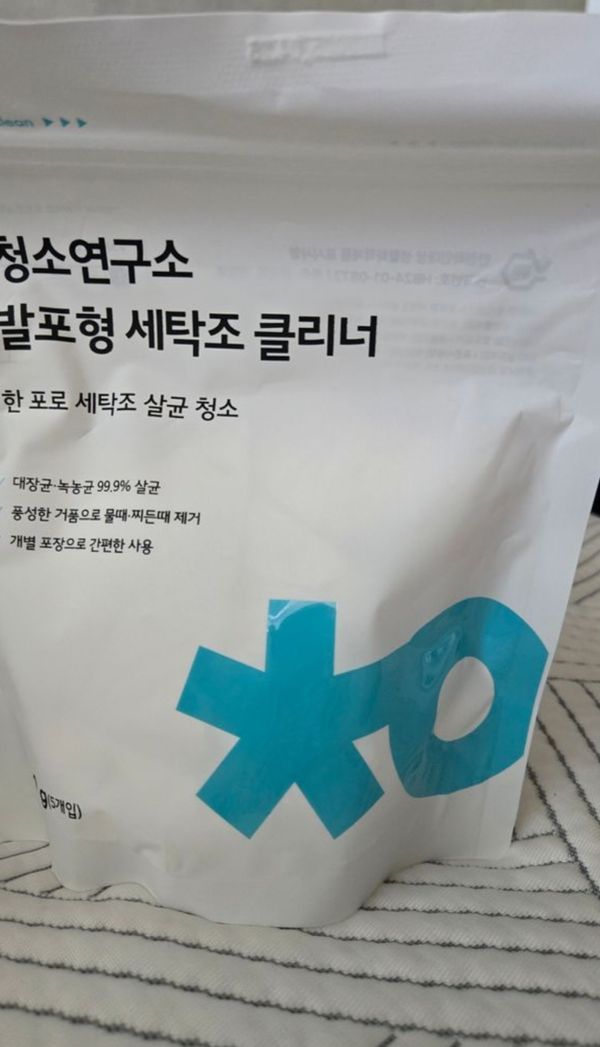 ▶▶▶
청소연구소
발포형 세탁조 클리너
한 포로 세탁조 살균 청소
대장균·녹농균 99.9% 살균
풍성한 거품으로 물때·찌든때 제거
개별 포장으로 간편한 사용
g(5개입)